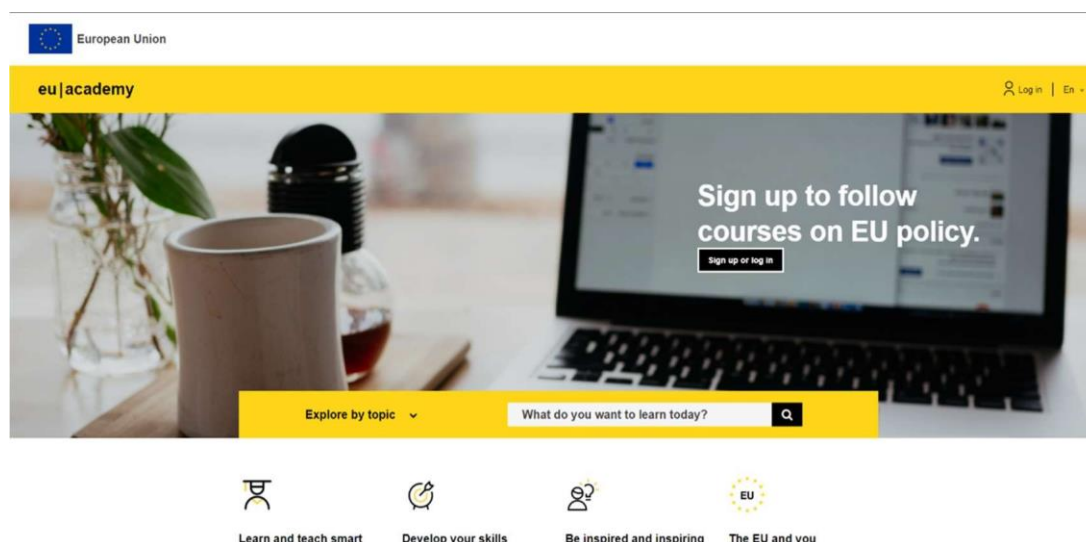 European Union
eu|academy
Log in | En
Sign up to follow
courses on EU policy.
Sign up or log in
Explore by topic
What do you want to learn today?
EU
Learn and teach smart
Develop your skills
Be inspired and inspiring
The EU and you